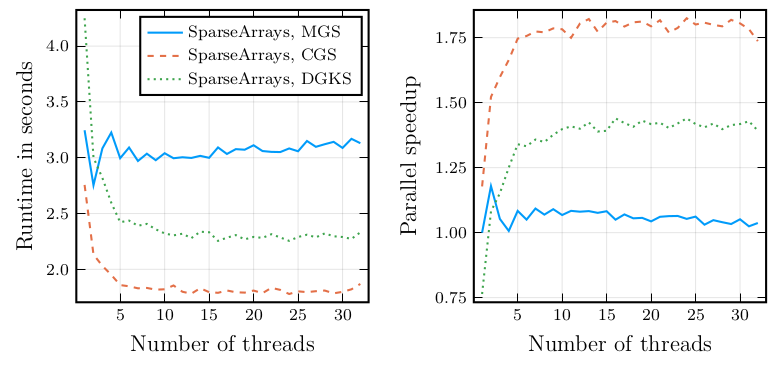 Runtime in seconds
4.0
3.5
3.0
2.5
2.0
5 10 15 20 25 30
Number of threads
SparseArrays, MGS
SparseArrays, CGS
SparseArrays, DGKS
Parallel speedup
1.75
1.50
1.25
1.00
0.75
5 10 15 20 25 30
Number of threads